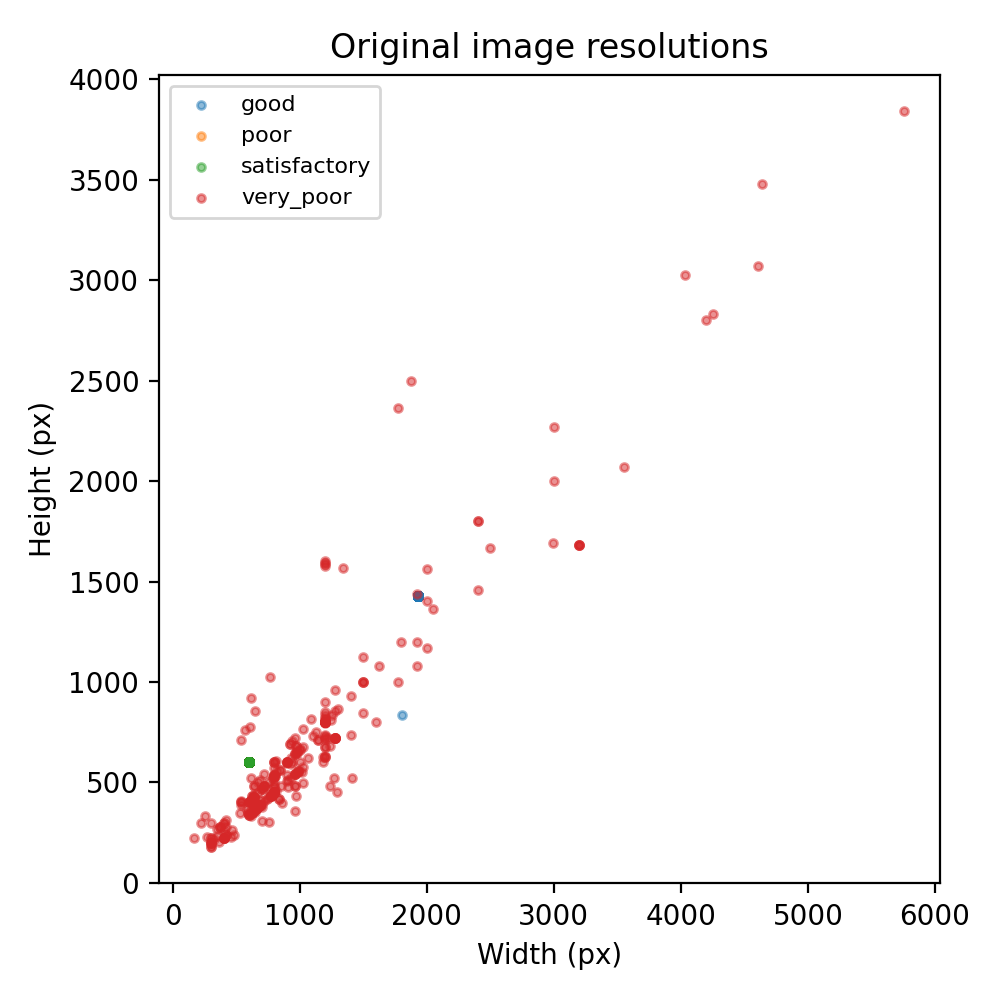 Original image resolutions
good
poor
satisfactory
very_poor
4000
3500
3000
2500
2000
1500
1000
500
0
Height (px)
0 1000 2000 3000 4000 5000 6000
Width (px)